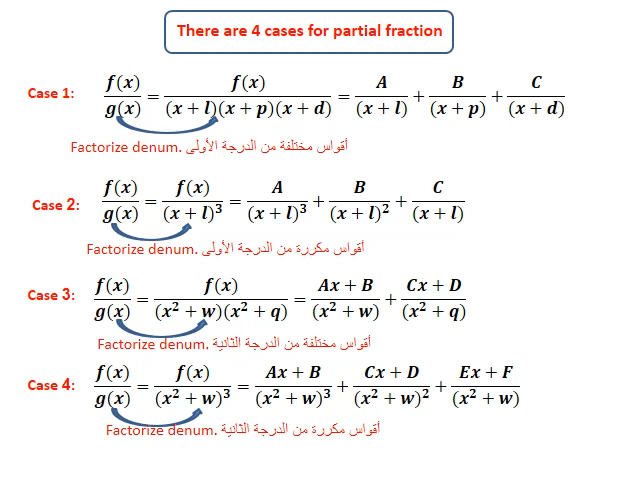 There are 4 cases for partial fraction
Case 1: f(x)/g(x) = f(x)/((x + l)(x + p)(x + d)) = A/(x + l) + B/(x + p) + C/(x + d)
Factorize denum. أقواس مختلفة من الدرجة الأولى
Case 2: f(x)/g(x) = f(x)/(x + l)³ = A/(x + l)³ + B/(x + l)² + C/(x + l)
Factorize denum. أقواس مكررة من الدرجة الأولى
Case 3: f(x)/g(x) = f(x)/((x² + w)(x² + q)) = (Ax + B)/(x² + w) + (Cx + D)/(x² + q)
Factorize denum. أقواس مختلفة من الدرجة الثانية
Case 4: f(x)/g(x) = f(x)/(x² + w)³ = (Ax + B)/(x² + w)³ + (Cx + D)/(x² + w)² + (Ex + F)/(x² + w)
Factorize denum. أقواس مكررة من الدرجة الثانية